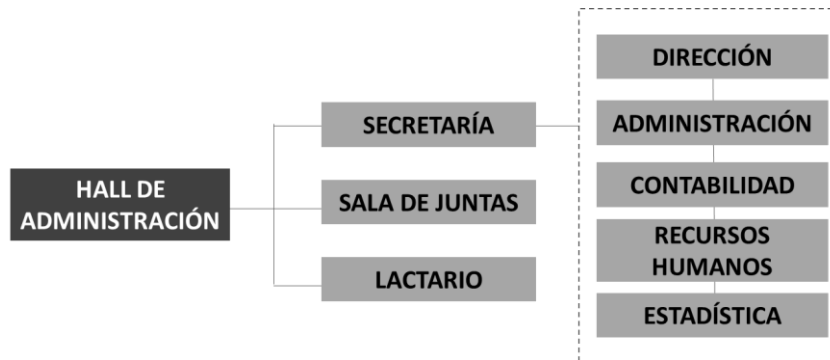 HALL DE
ADMINISTRACIÓN
SECRETARÍA
SALA DE JUNTAS
LACTARIO
DIRECCIÓN
ADMINISTRACIÓN
CONTABILIDAD
RECURSOS
HUMANOS
ESTADÍSTICA